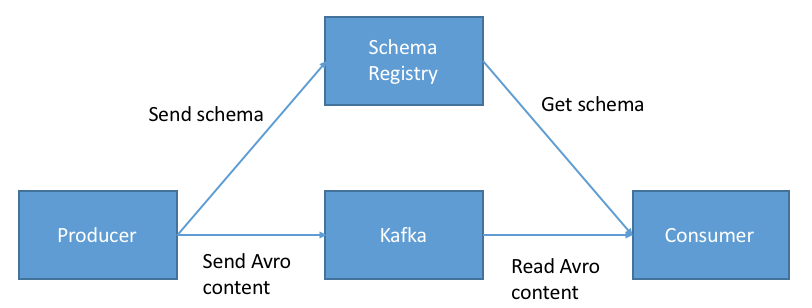 Schema
Registry
Send schema
Get schema
Producer
Kafka
Consumer
Send Avro
content
Read Avro
content